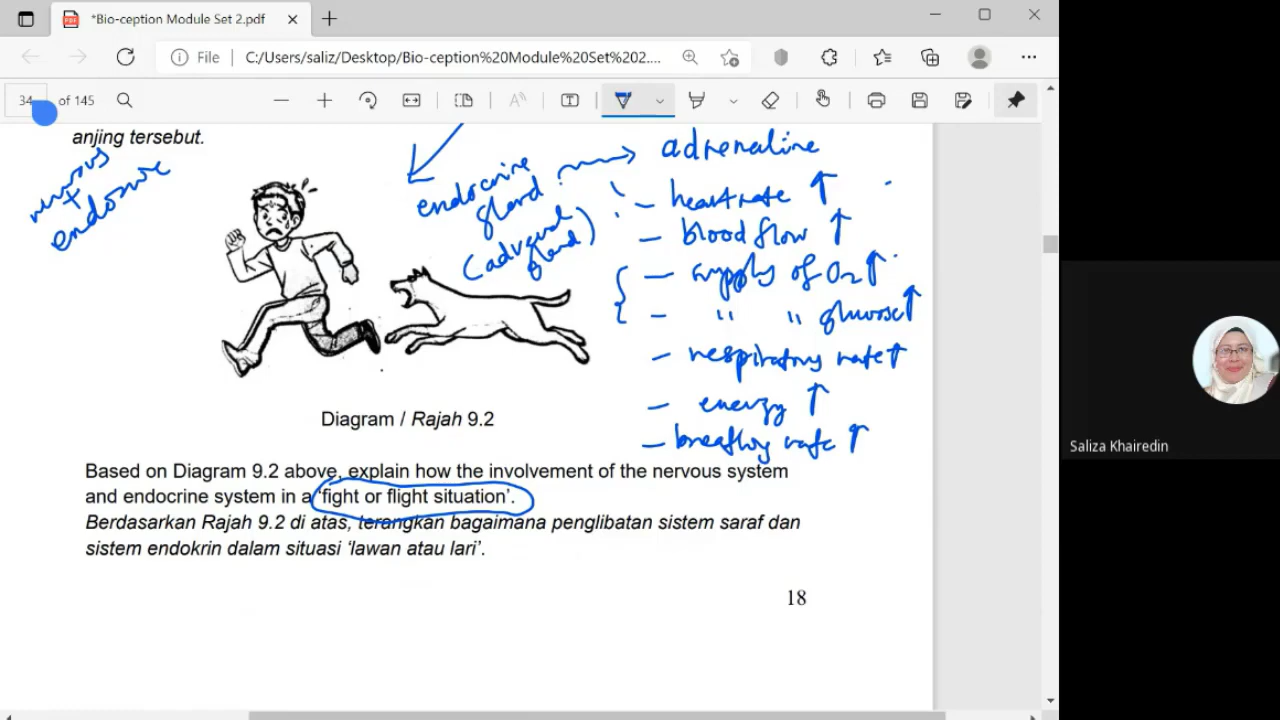 *Bio-ception Module Set 2.pdf
File
C:/Users/saliz/Desktop/Bio-ception%20Module%20Set%202....
34
of 145
anjing tersebut.
nervous
+
endocrine
endocrine
gland
(adrenal
gland)
adrenaline
– heart rate ↑
– blood flow ↑
– supply of O2 ↑
– " " glucose ↑
– respiratory rate ↑
– energy ↑
– breathing rate ↑
Diagram / Rajah 9.2
Based on Diagram 9.2 above, explain how the involvement of the nervous system
and endocrine system in a 'fight or flight situation'.
Berdasarkan Rajah 9.2 di atas, terangkan bagaimana penglibatan sistem saraf dan
sistem endokrin dalam situasi 'lawan atau lari'.
18
Saliza Khairedin